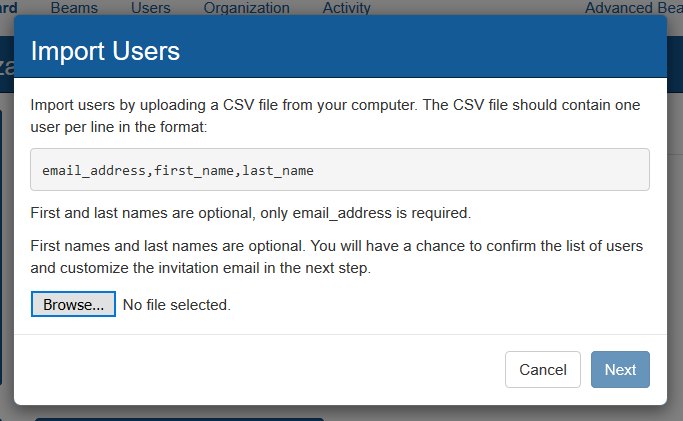 Beams Users Organization Activity Advanced
Import Users
Import users by uploading a CSV file from your computer. The CSV file should contain one
user per line in the format:
email_address,first_name,last_name
First and last names are optional, only email_address is required.
First names and last names are optional. You will have a chance to confirm the list of users
and customize the invitation email in the next step.
Browse... No file selected.
Cancel Next